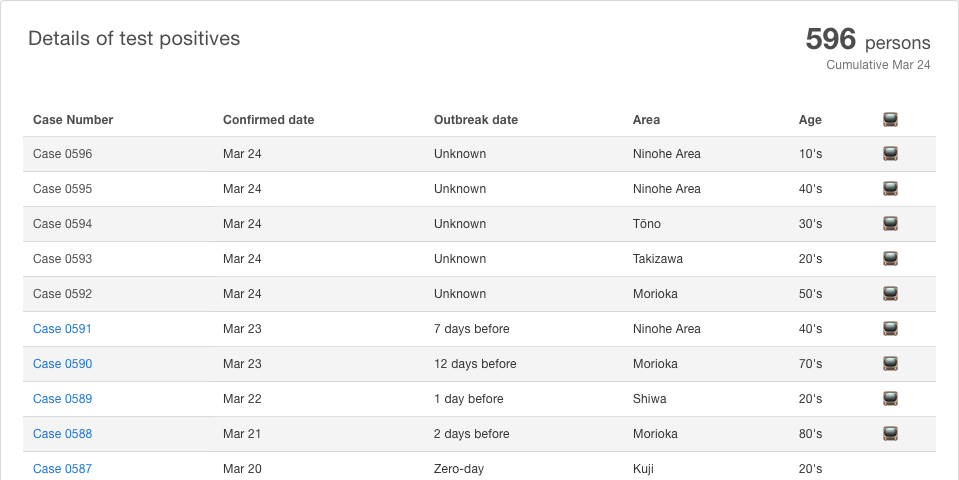 Details of test positives
596 persons
Cumulative Mar 24
Case Number Confirmed date Outbreak date Area Age
Case 0596 Mar 24 Unknown Ninohe Area 10's
Case 0595 Mar 24 Unknown Ninohe Area 40's
Case 0594 Mar 24 Unknown Tōno 30's
Case 0593 Mar 24 Unknown Takizawa 20's
Case 0592 Mar 24 Unknown Morioka 50's
Case 0591 Mar 23 7 days before Ninohe Area 40's
Case 0590 Mar 23 12 days before Morioka 70's
Case 0589 Mar 22 1 day before Shiwa 20's
Case 0588 Mar 21 2 days before Morioka 80's
Case 0587 Mar 20 Zero-day Kuji 20's